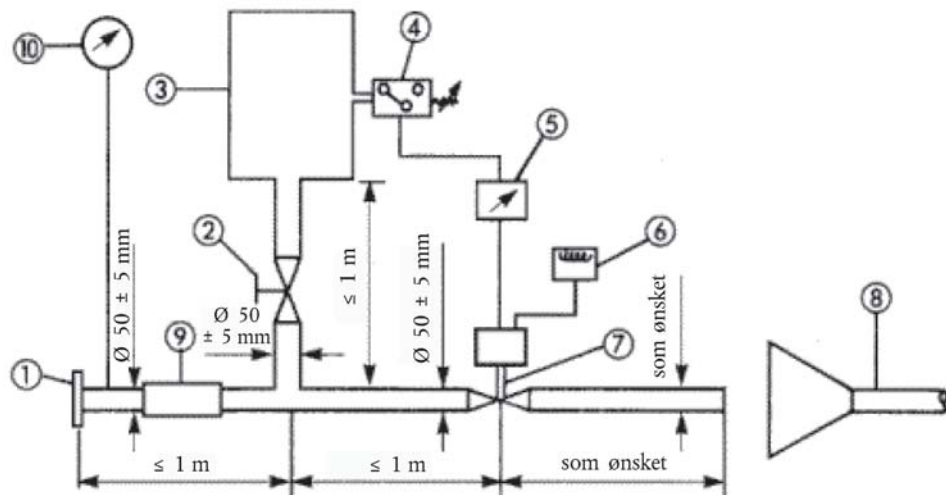 ⑩
④
③
⑤
②
⑥
≤ 1 m
Ø 50 ± 5 mm
Ø 50 ± 5 mm
Ø 50
± 5 mm
som ønsket
⑨
⑦
⑧
①
≤ 1 m
≤ 1 m
som ønsket